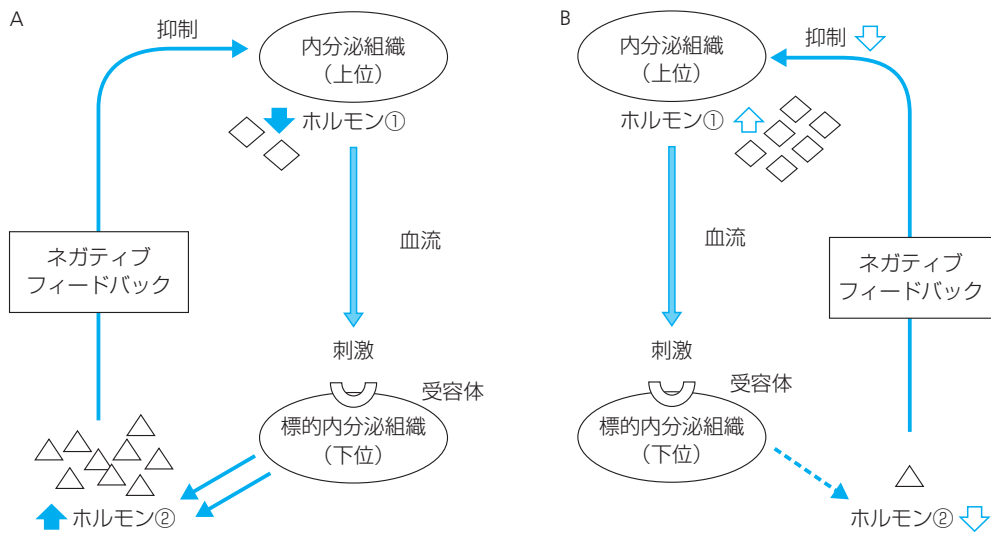 A
抑制
内分泌組織
（上位）
ホルモン①
血流
ネガティブ
フィードバック
刺激
受容体
標的内分泌組織
（下位）
ホルモン②
B
抑制
内分泌組織
（上位）
ホルモン①
血流
ネガティブ
フィードバック
刺激
受容体
標的内分泌組織
（下位）
ホルモン②